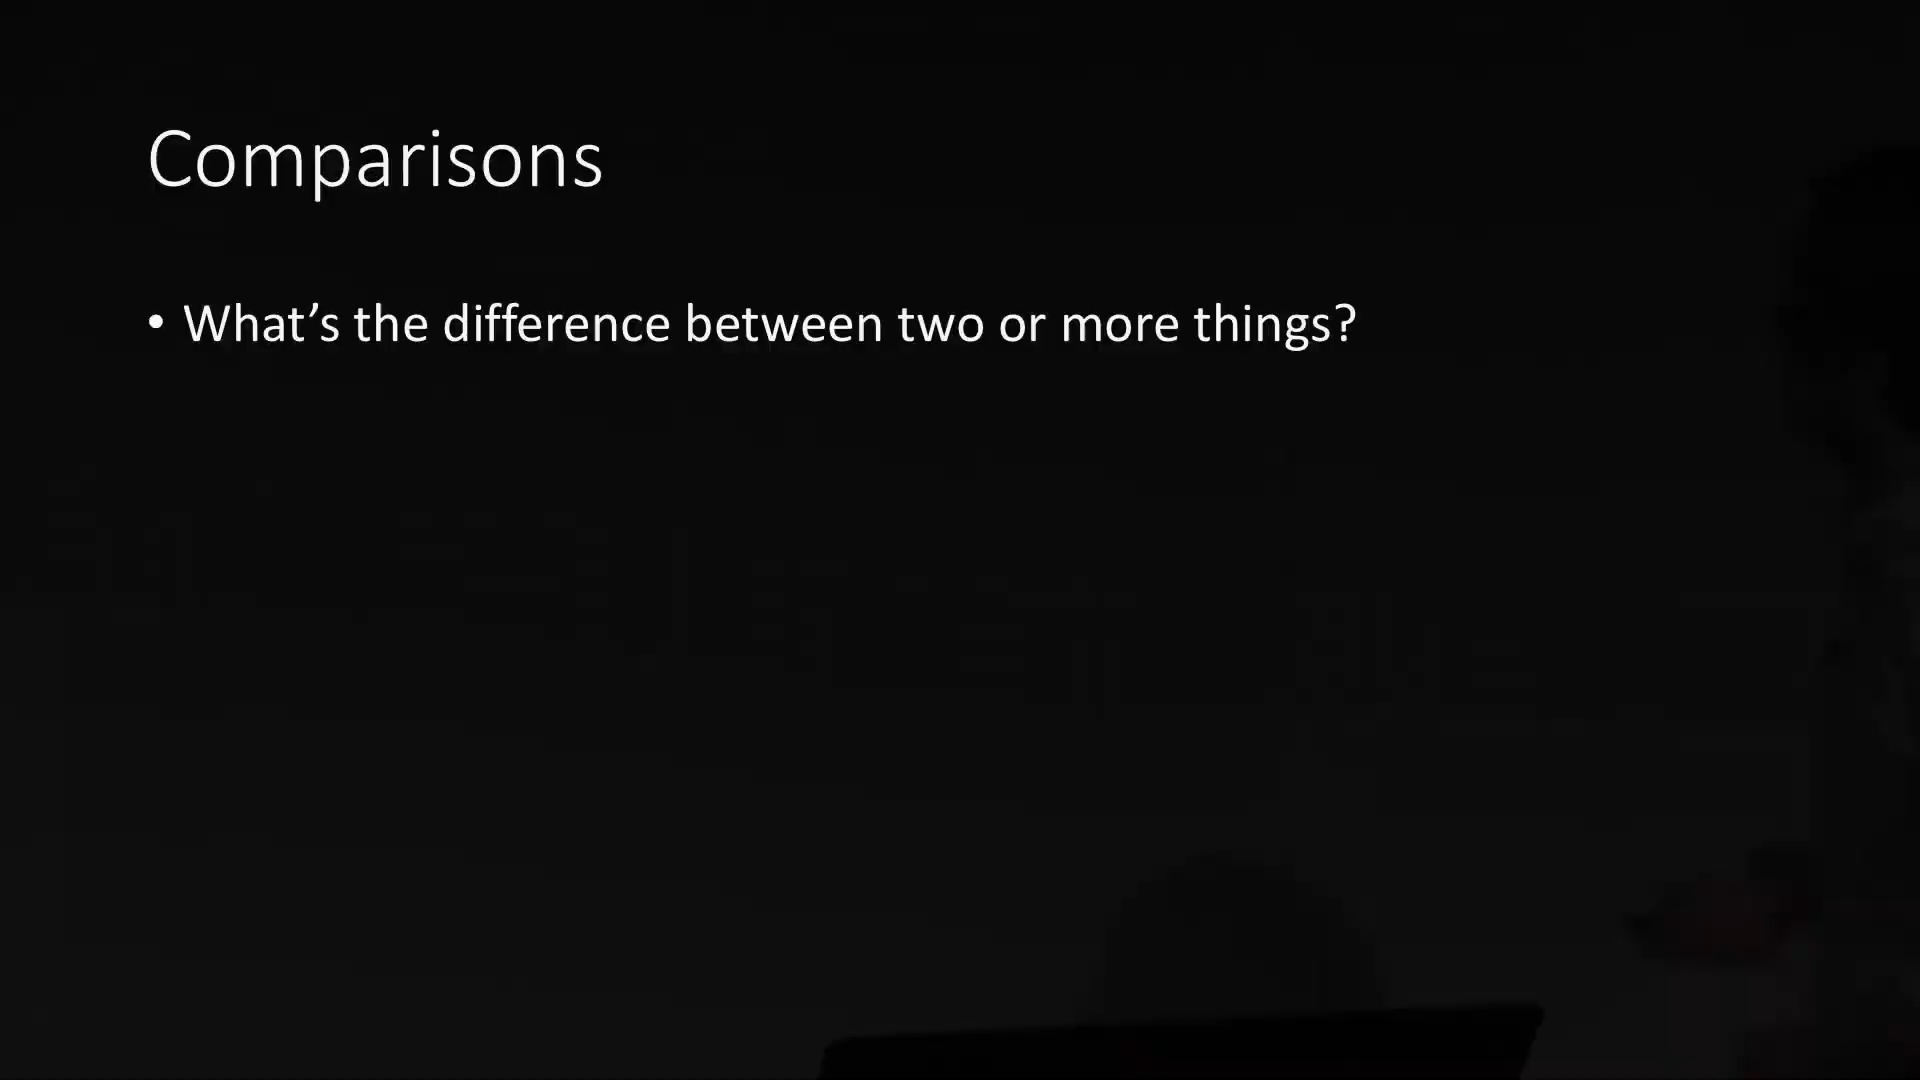 Comparisons
• What’s the difference between two or more things?